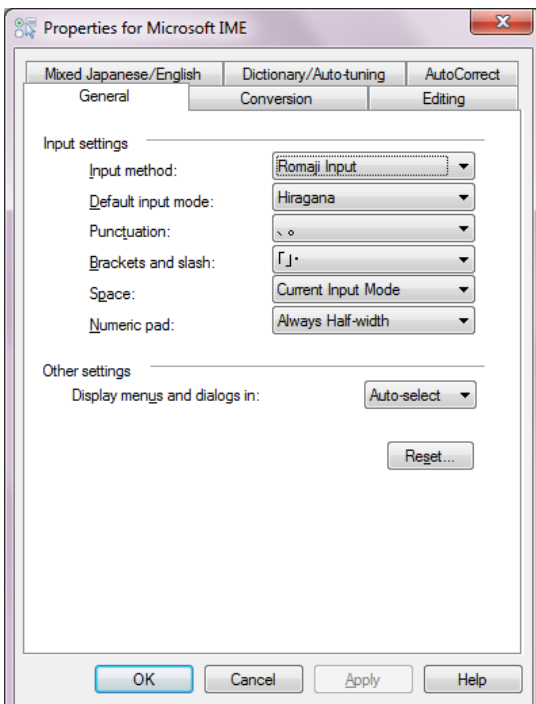 Properties for Microsoft IME
Mixed Japanese/English Dictionary/Auto-tuning AutoCorrect
General Conversion Editing
Input settings
Input method: Romaji Input
Default input mode: Hiragana
Punctuation: 、。
Brackets and slash: 「」・
Space: Current Input Mode
Numeric pad: Always Half-width
Other settings
Display menus and dialogs in: Auto-select
Reset...
OK Cancel Apply Help